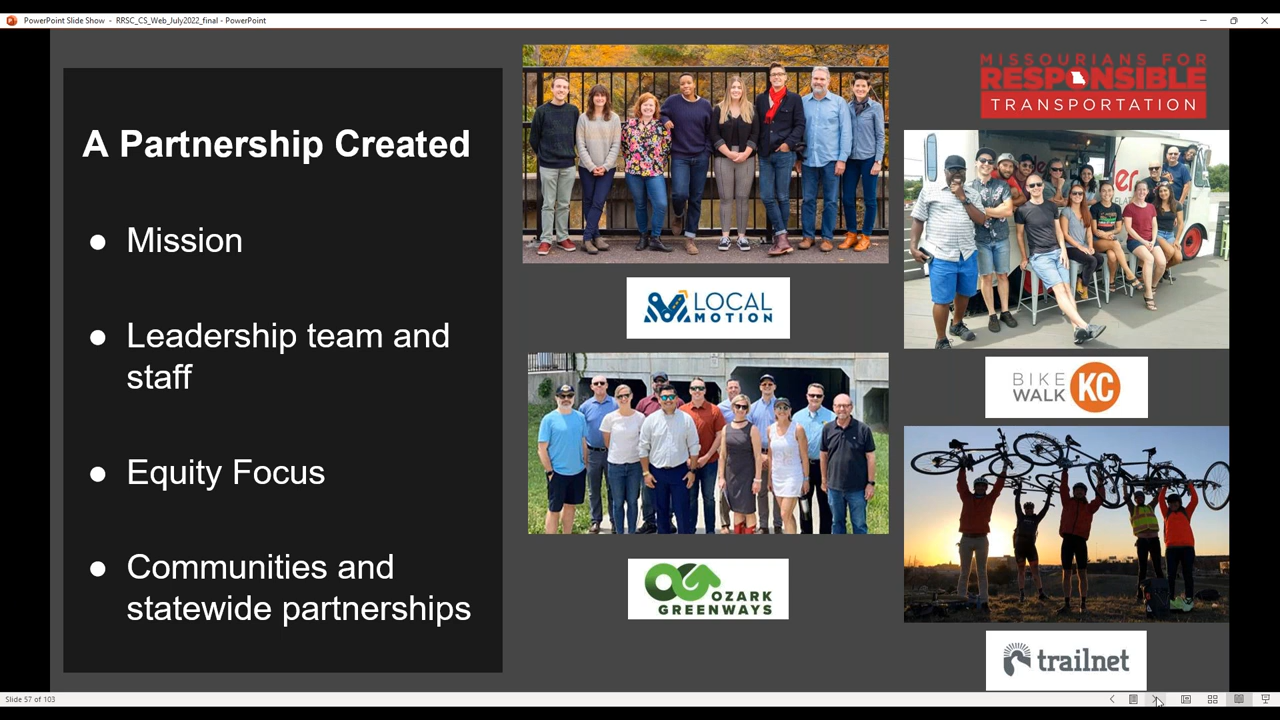 PowerPoint Slide Show - RRSC_CS_Web_July2022_final - PowerPoint
A Partnership Created
● Mission
● Leadership team and
staff
● Equity Focus
● Communities and
statewide partnerships
LOCAL
MOTION
OZARK
GREENWAYS
MISSOURIANS FOR
RESPONSIBLE
TRANSPORTATION
BIKE
WALK KC
trailnet
Slide 57 of 103